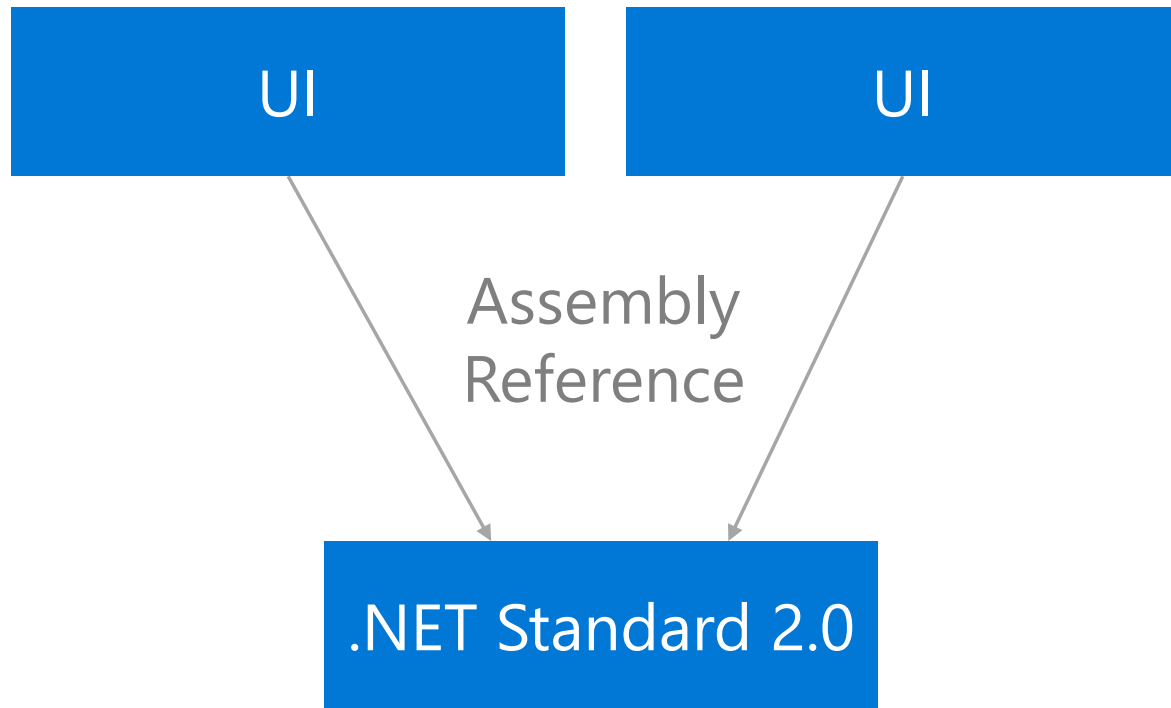 UI
UI
Assembly
Reference
.NET Standard 2.0